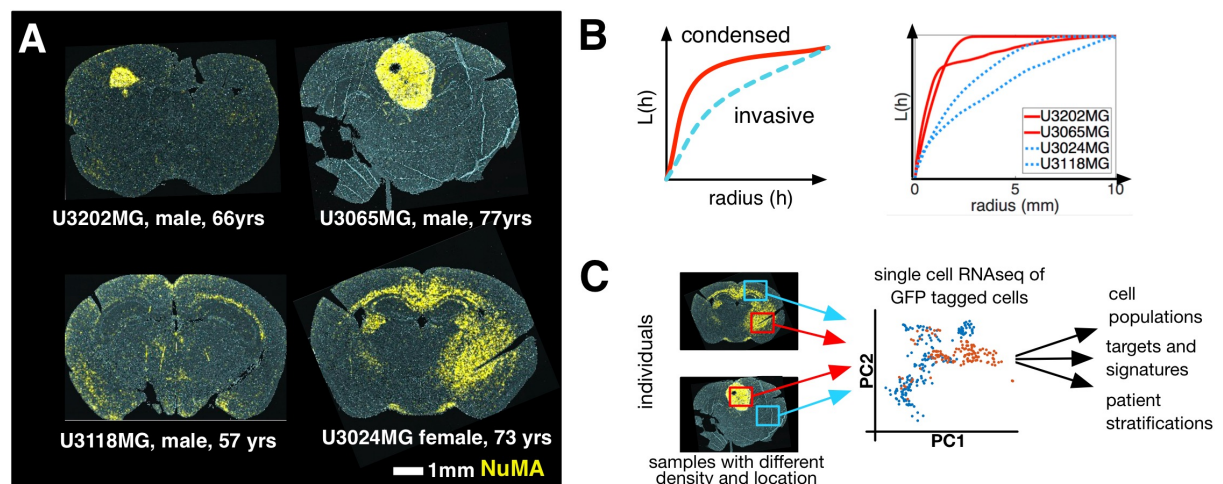 A
U3202MG, male, 66yrs
U3065MG, male, 77yrs
U3118MG, male, 57 yrs
U3024MG female, 73 yrs
1mm NuMA
B
condensed
invasive
L(h)
radius (h)
L(h)
U3202MG
U3065MG
U3024MG
U3118MG
0
5
10
radius (mm)
C
individuals
samples with different
density and location
single cell RNAseq of
GFP tagged cells
PC2
PC1
cell
populations
targets and
signatures
patient
stratifications